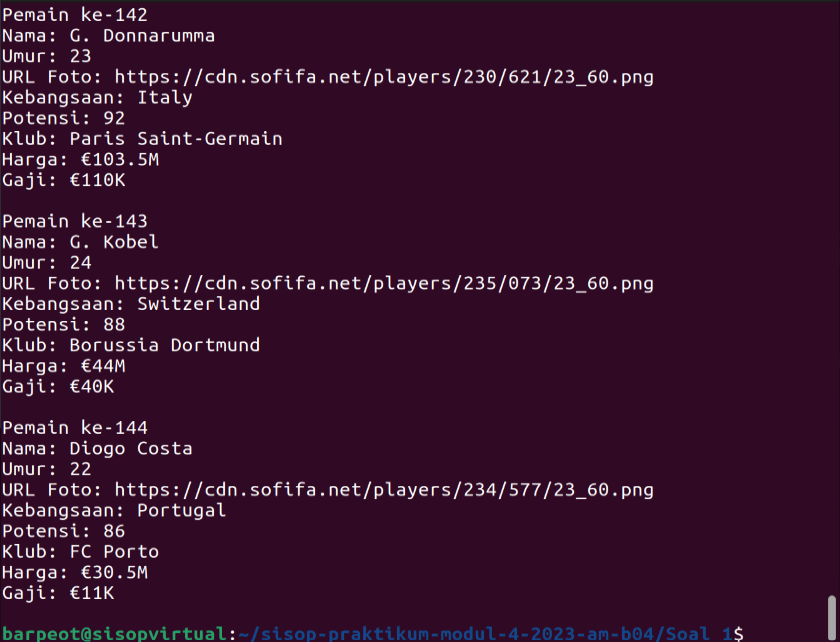 Pemain ke-142
Nama: G. Donnarumma
Umur: 23
URL Foto: https://cdn.sofifa.net/players/230/621/23_60.png
Kebangsaan: Italy
Potensi: 92
Klub: Paris Saint-Germain
Harga: €103.5M
Gaji: €110K
Pemain ke-143
Nama: G. Kobel
Umur: 24
URL Foto: https://cdn.sofifa.net/players/235/073/23_60.png
Kebangsaan: Switzerland
Potensi: 88
Klub: Borussia Dortmund
Harga: €44M
Gaji: €40K
Pemain ke-144
Nama: Diogo Costa
Umur: 22
URL Foto: https://cdn.sofifa.net/players/234/577/23_60.png
Kebangsaan: Portugal
Potensi: 86
Klub: FC Porto
Harga: €30.5M
Gaji: €11K
barpeot@sisopvirtual:~/sisop-praktikum-modul-4-2023-am-b04/Soal_1$